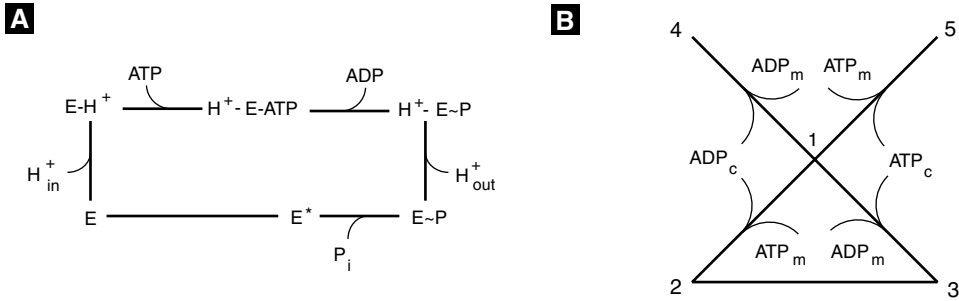 A
ATP
ADP
E-H+
H+- E-ATP
H+- E~P
H+in
H+out
E
E*
E~P
Pi
B
4
5
ADPm
ATPm
1
ADPc
ATPc
ATPm
ADPm
2
3